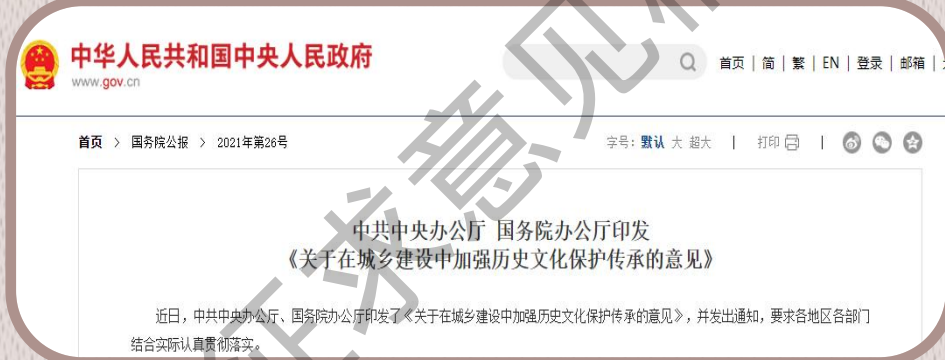 中华人民共和国中央人民政府
www.gov.cn
首页 | 简 | 繁 | EN | 登录 | 邮箱 |
首页 > 国务院公报 > 2021年第26号
字号：默认 大 超大 | 打印 |
中共中央办公厅 国务院办公厅印发
《关于在城乡建设中加强历史文化保护传承的意见》
近日，中共中央办公厅、国务院办公厅印发了《关于在城乡建设中加强历史文化保护传承的意见》，并发出通知，要求各地区各部门
结合实际认真贯彻落实。
征求意见稿